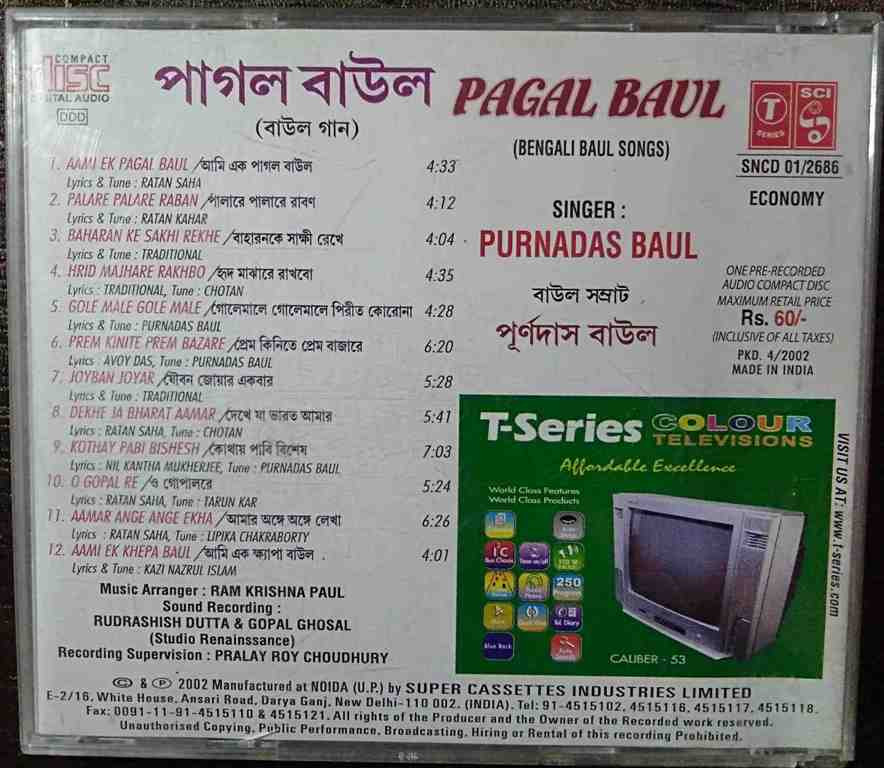 COMPACT
disc
DIGITAL AUDIO
DDD
পাগল বাউল PAGAL BAUL
(বাউল গান)
(BENGALI BAUL SONGS)
T
SERIES
SCI
SNCD 01/2686
ECONOMY
1. AAMI EK PAGAL BAUL /আমি এক পাগল বাউল 4:33
Lyrics & Tune : RATAN SAHA
2. PALARE PALARE RABAN /পালারে পালারে রাবণ 4:12
Lyrics & Tune : RATAN KAHAR
3. BAHARAN KE SAKHI REKHE /বাহারনকে সাক্ষী রেখে 4:04
Lyrics & Tune : TRADITIONAL
4. HRID MAJHARE RAKHBO /হৃদ মাঝারে রাখবো 4:35
Lyrics : TRADITIONAL, Tune : CHOTAN
5. GOLE MALE GOLE MALE /গোলেমালে গোলেমালে পিরীত কোরোনা 4:28
Lyrics & Tune : PURNADAS BAUL
6. PREM KINITE PREM BAZARE /প্রেম কিনিতে প্রেম বাজারে 6:20
Lyrics : AVOY DAS, Tune : PURNADAS BAUL
7. JOYBAN JOYAR /যৌবন জোয়ার একবার 5:28
Lyrics & Tune : TRADITIONAL
8. DEKHE JA BHARAT AAMAR /দেখে যা ভারত আমার 5:41
Lyrics : RATAN SAHA, Tune : CHOTAN
9. KOTHAY PABI BISHESH /কোথায় পাবি বিশেষ 7:03
Lyrics : NIL KANTHA MUKHERJEE, Tune : PURNADAS BAUL
10. O GOPAL RE /ও গোপালরে 5:24
Lyrics : RATAN SAHA, Tune : TARUN KAR
11. AAMAR ANGE ANGE EKHA /আমার অঙ্গে অঙ্গে লেখা 6:26
Lyrics : RATAN SAHA, Tune : LIPIKA CHAKRABORTY
12. AAMI EK KHEPA BAUL /আমি এক ক্ষ্যাপা বাউল . 4:01
Lyrics & Tune : KAZI NAZRUL ISLAM
Music Arranger : RAM KRISHNA PAUL
Sound Recording :
RUDRASHISH DUTTA & GOPAL GHOSAL
(Studio Renainssance)
Recording Supervision : PRALAY ROY CHOUDHURY
SINGER :
PURNADAS BAUL
বাউল সম্রাট
পূর্ণদাস বাউল
ONE PRE-RECORDED
AUDIO COMPACT DISC
MAXIMUM RETAIL PRICE
Rs. 60/-
(INCLUSIVE OF ALL TAXES)
PKD. 4/2002
MADE IN INDIA
T-Series COLOUR
TELEVISIONS
Affordable Excellence
World Class Features
World Class Products
I²C
250
Tel Diary
Blue Back
CALIBER - 53
VISIT US AT: www.t-series.com
© & ℗ 2002 Manufactured at NOIDA (U.P.) by SUPER CASSETTES INDUSTRIES LIMITED
E-2/16, White House, Ansari Road, Darya Ganj, New Delhi-110 002. (INDIA). Tel: 91-4515102, 4515116, 4515117, 4515118.
Fax: 0091-11-91-4515110 & 4515121. All rights of the Producer and the Owner of the Recorded work reserved.
Unauthorised Copying, Public Performance, Broadcasting, Hiring or Rental of this recording Prohibited.